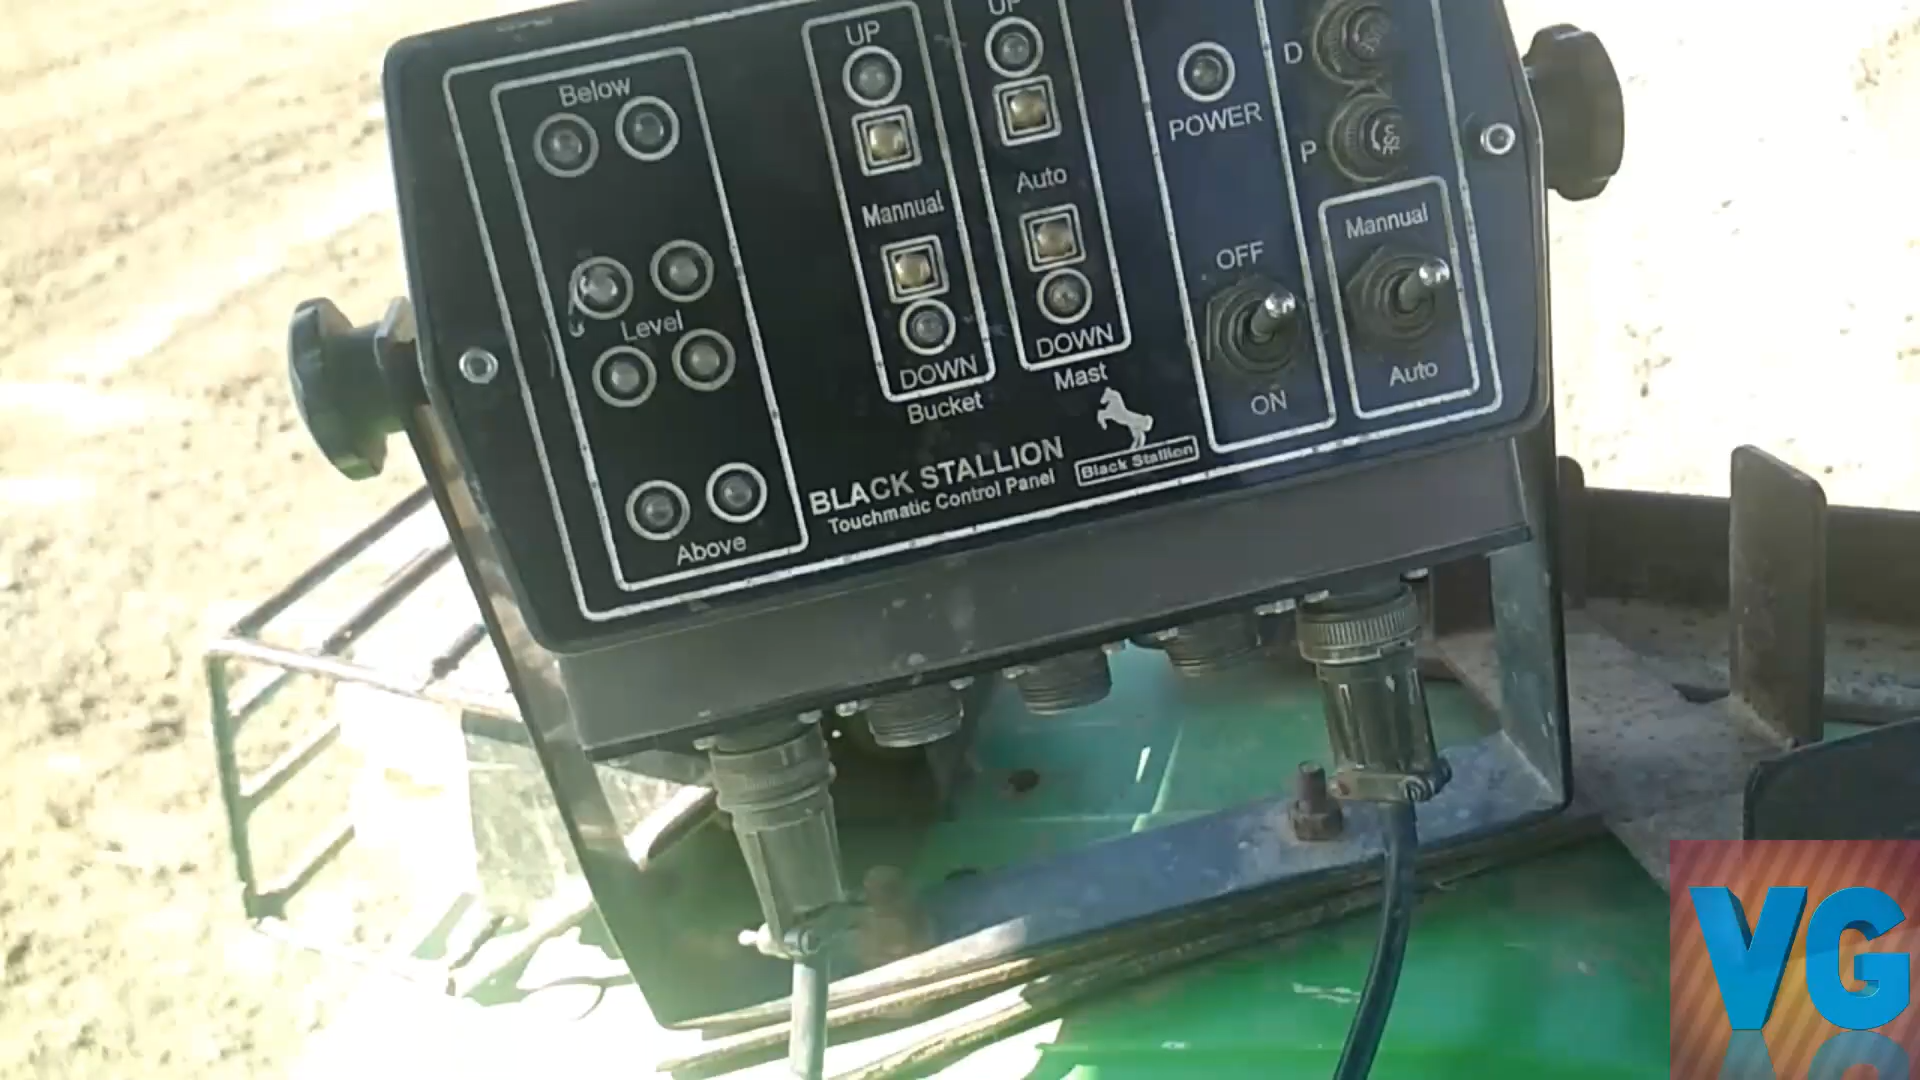 Below
Level
Above
UP
Mannual
DOWN
Bucket
UP
Auto
DOWN
Mast
BLACK STALLION
Touchmatic Control Panel
Black Stallion
POWER
OFF
ON
D
P
Mannual
Auto
VG